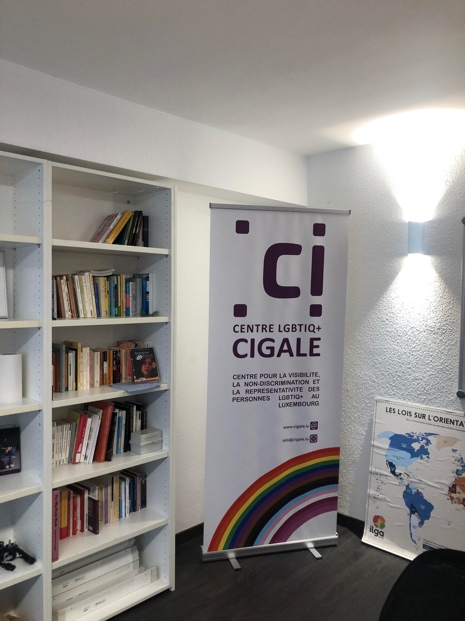 ci
CENTRE LGBTIQ+
CIGALE
CENTRE POUR LA VISIBILITE,
LA NON-DISCRIMINATION ET
LA REPRESENTATIVITE DES
PERSONNES LGBTIQ+ AU
LUXEMBOURG
www.cigale.lu
info@cigale.lu
LES LOIS SUR L'ORIENTA
ilga